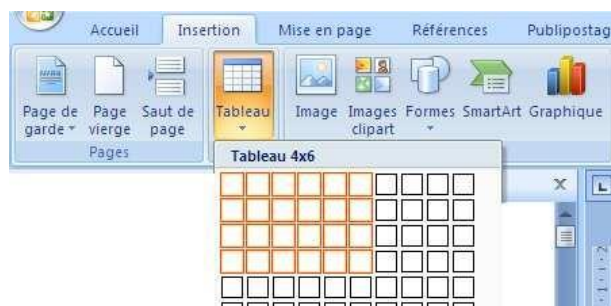 Accueil Insertion Mise en page Références Publipostag
Page de garde Page vierge Saut de page Tableau Image Images clipart Formes SmartArt Graphique
Pages
Tableau 4x6